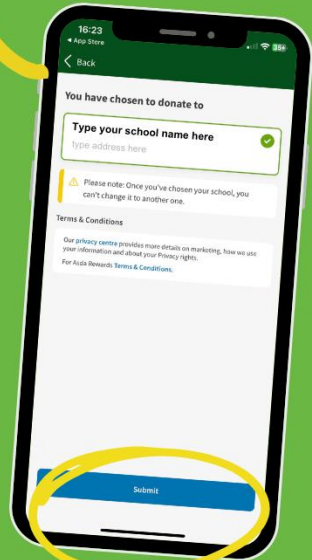 16:23
App Store
Back
You have chosen to donate to
Type your school name here
type address here
Please note: Once you've chosen your school, you
can't change it to another one.
Terms & Conditions
Our privacy centre provides more details on marketing, how we use
your information and about your Privacy rights.
For Asda Rewards Terms & Conditions.
Submit